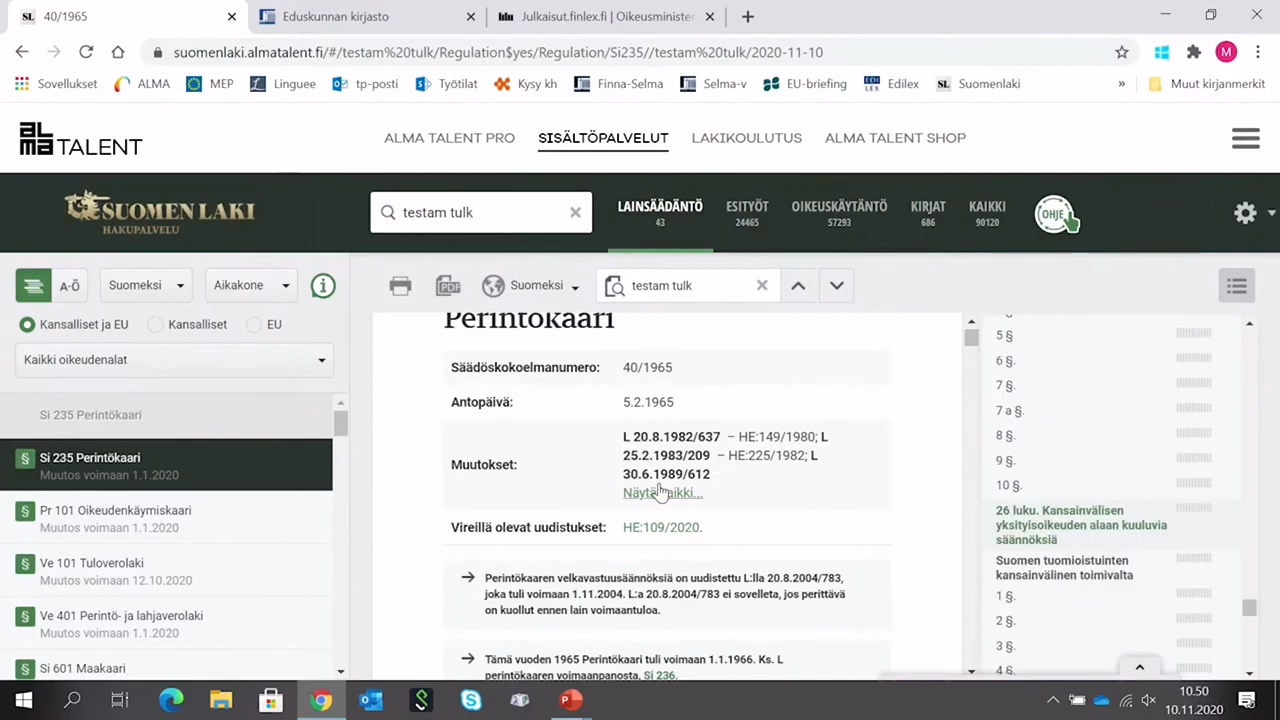 40/1965
Eduskunnan kirjasto
Julkaisut.finlex.fi | Oikeusminister
suomenlaki.almatalent.fi/#/testam%20tulk/Regulation$yes/Regulation/Si235//testam%20tulk/2020-11-10
M
Sovellukset
ALMA
MEP
Linguee
tp-posti
Työtilat
Kysy kh
Finna-Selma
Selma-v
EU-briefing
Edilex
Suomenlaki
»
Muut kirjanmerkit
ALMA TALENT
ALMA TALENT PRO
SISÄLTÖPALVELUT
LAKIKOULUTUS
ALMA TALENT SHOP
SUOMEN LAKI
HAKUPALVELU
testam tulk
LAINSÄÄDÄNTÖ
43
ESITYÖT
24465
OIKEUSKÄYTÄNTÖ
57293
KIRJAT
686
KAIKKI
90120
OHJE
A-Ö
Suomeksi
Aikakone
Kansalliset ja EU
Kansalliset
EU
Kaikki oikeudenalat
Si 235 Perintökaari
§ Si 235 Perintökaari
Muutos voimaan 1.1.2020
§ Pr 101 Oikeudenkäymiskaari
Muutos voimaan 1.1.2020
§ Ve 101 Tuloverolaki
Muutos voimaan 12.10.2020
§ Ve 401 Perintö- ja lahjaverolaki
Muutos voimaan 1.1.2020
§ Si 601 Maakaari
PDF
Suomeksi
testam tulk
Perintökaari
Säädöskokoelmanumero: 40/1965
Antopäivä: 5.2.1965
Muutokset:
L 20.8.1982/637 – HE:149/1980; L
25.2.1983/209 – HE:225/1982; L
30.6.1989/612
Näytä kaikki...
Vireillä olevat uudistukset: HE:109/2020.
Perintökaaren velkavastuusäännöksiä on uudistettu L:lla 20.8.2004/783,
joka tuli voimaan 1.11.2004. L:a 20.8.2004/783 ei sovelleta, jos perittävä
on kuollut ennen lain voimaantuloa.
Tämä vuoden 1965 Perintökaari tuli voimaan 1.1.1966. Ks. L
perintökaaren voimaanpanosta, Si 236.
5 §.
6 §.
7 §.
7 a §.
8 §.
9 §.
10 §.
26 luku. Kansainvälisen
yksityisoikeuden alaan kuuluvia
säännöksiä
Suomen tuomioistuinten
kansainvälinen toimivalta
1 §.
2 §.
3 §.
4 §.
10.50
10.11.2020